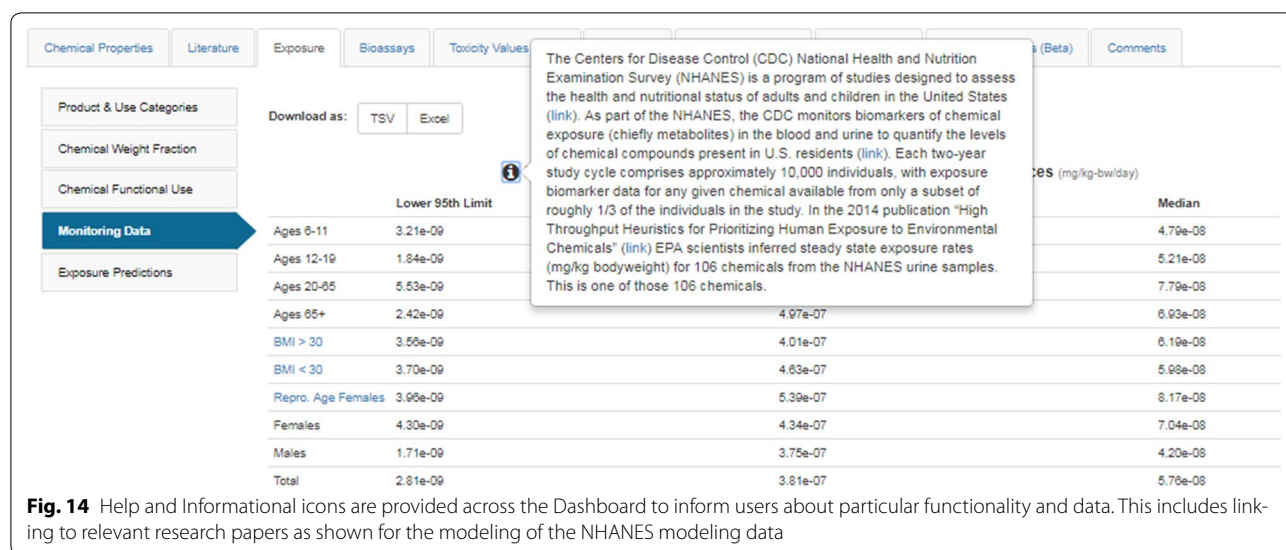 Chemical Properties Literature Exposure Bioassays Toxicity Values s (Beta) Comments
The Centers for Disease Control (CDC) National Health and Nutrition
Examination Survey (NHANES) is a program of studies designed to assess
the health and nutritional status of adults and children in the United States
(link). As part of the NHANES, the CDC monitors biomarkers of chemical
exposure (chiefly metabolites) in the blood and urine to quantify the levels
of chemical compounds present in U.S. residents (link). Each two-year
study cycle comprises approximately 10,000 individuals, with exposure
biomarker data for any given chemical available from only a subset of
roughly 1/3 of the individuals in the study. In the 2014 publication "High
Throughput Heuristics for Prioritizing Human Exposure to Environmental
Chemicals" (link) EPA scientists inferred steady state exposure rates
(mg/kg bodyweight) for 106 chemicals from the NHANES urine samples.
This is one of those 106 chemicals.
Product & Use Categories
Chemical Weight Fraction
Chemical Functional Use
Monitoring Data
Exposure Predictions
Download as: TSV Excel
ces (mg/kg-bw/day)
Lower 95th Limit Median
Ages 6-11 3.21e-09 4.79e-08
Ages 12-19 1.84e-09 5.21e-08
Ages 20-65 5.53e-09 7.79e-08
Ages 65+ 2.42e-09 4.97e-07 6.93e-08
BMI > 30 3.56e-09 4.01e-07 6.19e-08
BMI < 30 3.70e-09 4.63e-07 5.98e-08
Repro. Age Females 3.96e-09 5.39e-07 8.17e-08
Females 4.30e-09 4.34e-07 7.04e-08
Males 1.71e-09 3.75e-07 4.20e-08
Total 2.81e-09 3.81e-07 5.76e-08
Fig. 14 Help and Informational icons are provided across the Dashboard to inform users about particular functionality and data. This includes link-
ing to relevant research papers as shown for the modeling of the NHANES modeling data